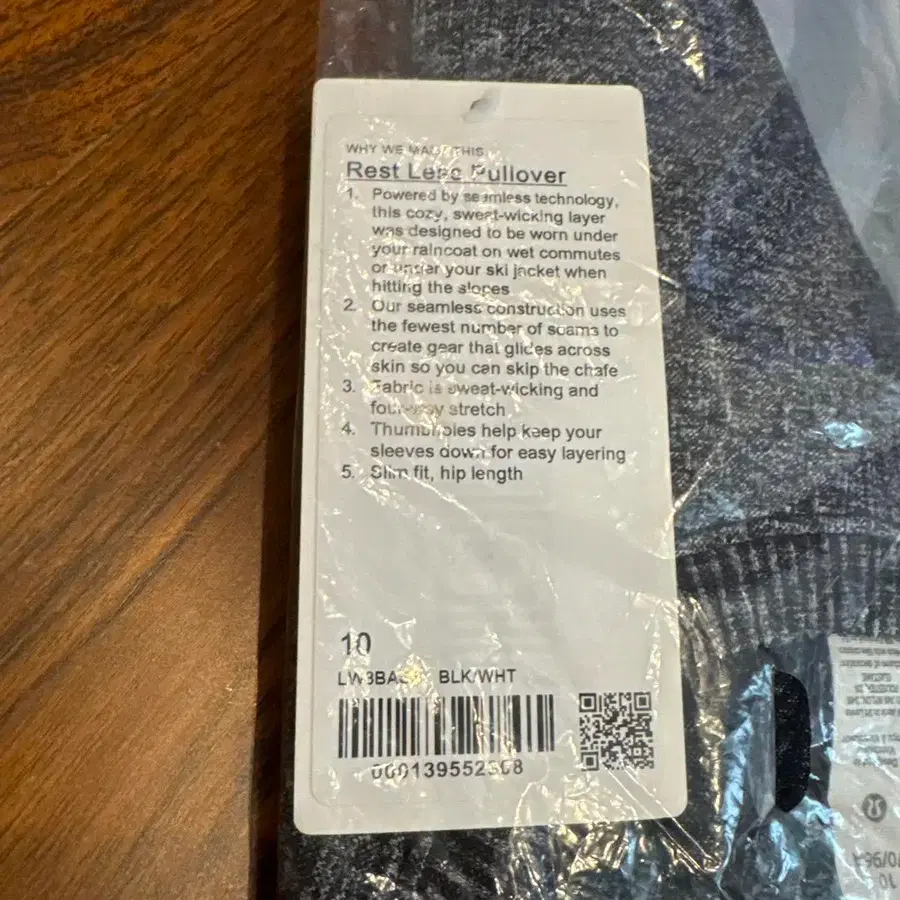 WHY WE MADE THIS
Rest Less Pullover
1. Powered by seamless technology,
this cozy, sweat-wicking layer
was designed to be worn under
your raincoat on wet commutes
or under your ski jacket when
hitting the slopes
2. Our seamless construction uses
the fewest number of seams to
create gear that glides across
skin so you can skip the chafe
3. Fabric is sweat-wicking and
four-way stretch
4. Thumbholes help keep your
sleeves down for easy layering
5. Slim fit, hip length
10
BLK/WHT
10